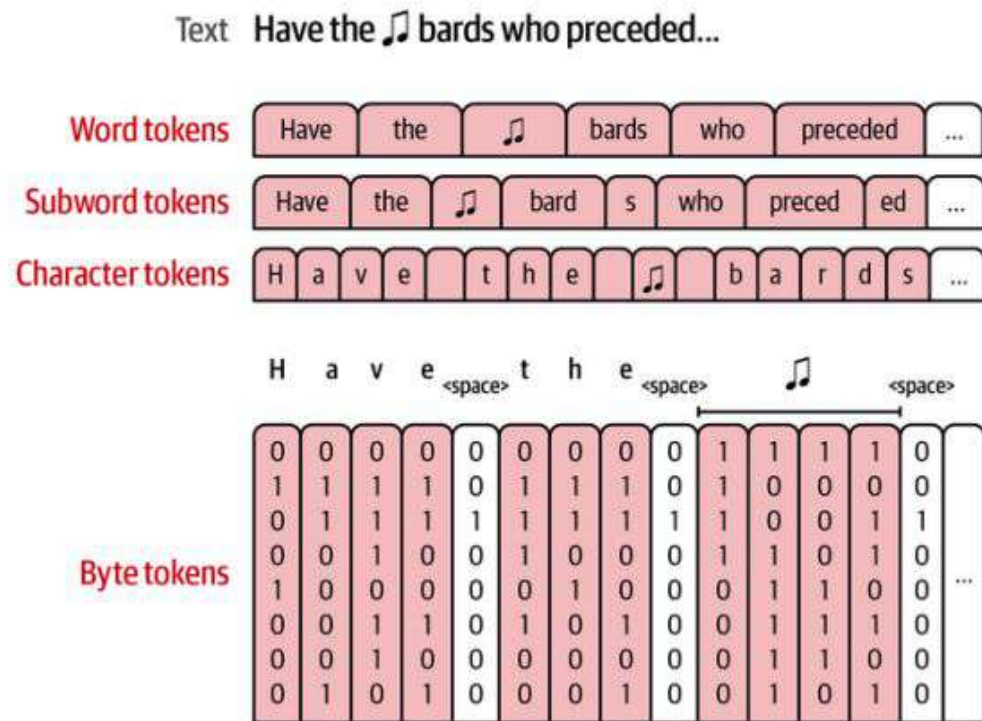 Text Have the ♫ bards who preceded...
Word tokens Have the ♫ bards who preceded ...
Subword tokens Have the ♫ bard s who preced ed ...
Character tokens H a v e t h e ♫ b a r d s ...
H a v e <space> t h e <space> ♫ <space>
0 0 0 0 0 0 0 0 0 1 1 1 1 0
1 1 1 1 0 1 1 1 0 1 0 0 0 0
0 1 1 1 1 1 1 1 1 1 0 0 1 1
0 0 1 0 0 1 0 0 0 1 1 0 1 0
Byte tokens 1 0 0 0 0 0 1 0 0 0 1 1 0 0 ...
0 0 1 1 0 1 0 1 0 0 1 1 1 0
0 0 1 0 0 0 0 0 0 0 1 1 0 0
0 1 0 1 0 0 0 1 0 0 1 0 1 0